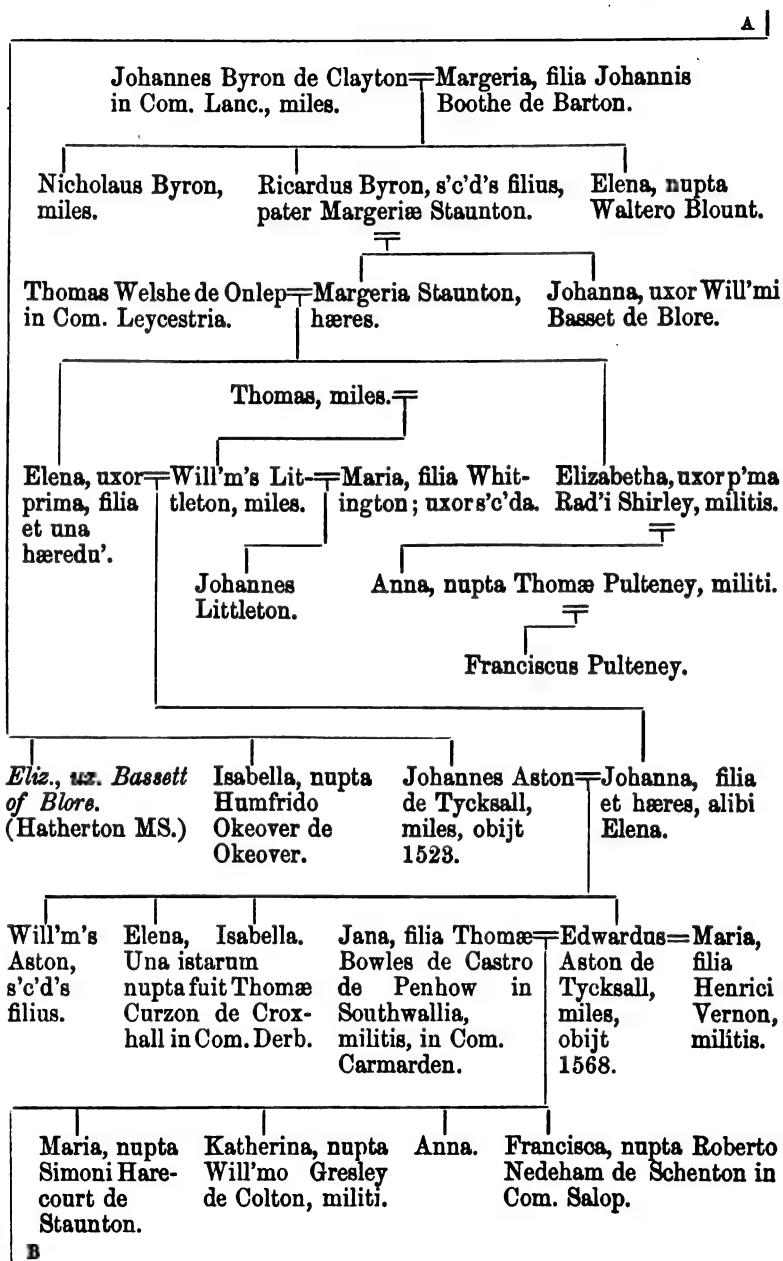 A
Johannes Byron de Clayton Margeria, filia Johannis
in Com. Lanc., miles. Boothe de Barton.
Nicholaus Byron, Ricardus Byron, s'c'd's filius, Elena, nupta
miles. pater Margeriæ Staunton. Waltero Blount.
Thomas Welshe de Onlep Margeria Staunton, Johanna, uxor Will'mi
in Com. Leycestria. hæres. Basset de Blore.
Thomas, miles.
Elena, uxor Will'm's Lit- Maria, filia Whit- Elizabetha, uxor p'ma
prima, filia tleton, miles. ington; uxor s'c'da. Rad'i Shirley, militis.
et una
hæredu'.
Johannes Anna, nupta Thomæ Pulteney, militi.
Littleton.
Franciscus Pulteney.
Eliz., ux. Bassett Isabella, nupta Johannes Aston Johanna, filia
of Blore. Humfrido de Tycksall, et hæres, alibi
(Hatherton MS.) Okeover de miles, obijt Elena.
Okeover. 1523.
Will'm's Elena, Isabella. Jana, filia Thomæ Edwardus Maria,
Aston, Una istarum Bowles de Castro Aston de filia
s'c'd's nupta fuit Thomæ de Penhow in Tycksall, Henrici
filius. Curzon de Crox- Southwallia, miles, Vernon,
hall in Com. Derb. militis, in Com. obijt militis.
Carmarden. 1568.
Maria, nupta Katherina, nupta Anna. Francisca, nupta Roberto
Simoni Hare- Will'mo Gresley Nedeham de Schenton in
court de de Colton, militi. Com. Salop.
Staunton.
B